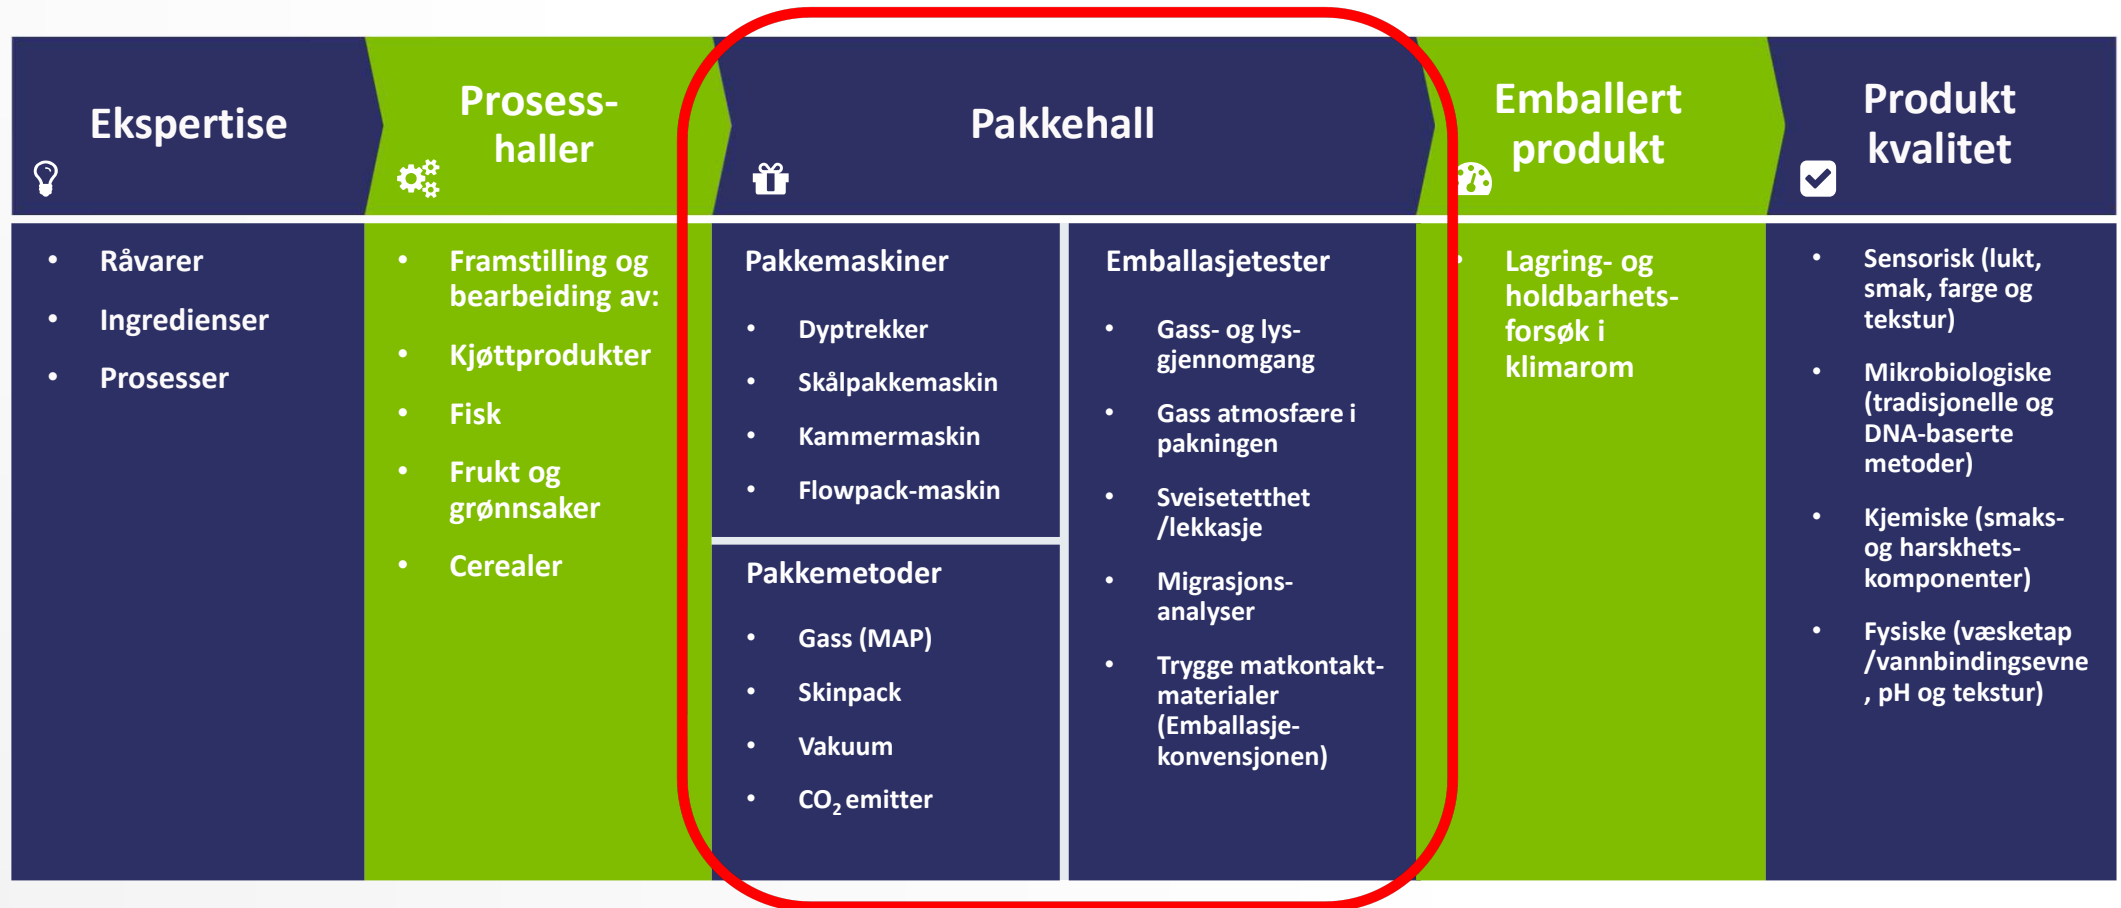 Ekspertise
Prosess-
haller
Pakkehall
Emballert
produkt
Produkt
kvalitet
• Råvarer
• Ingredienser
• Prosesser
• Framstilling og
bearbeiding av:
• Kjøttprodukter
• Fisk
• Frukt og
grønnsaker
• Cerealer
Pakkemaskiner
• Dyptrekker
• Skålpakkemaskin
• Kammermaskin
• Flowpack-maskin
Pakkemetoder
• Gass (MAP)
• Skinpack
• Vakuum
• CO₂ emitter
Emballasjetester
• Gass- og lys-
gjennomgang
• Gass atmosfære i
pakningen
• Sveisetetthet
/lekkasje
• Migrasjons-
analyser
• Trygge matkontakt-
materialer
(Emballasje-
konvensjonen)
• Lagring- og
holdbarhets-
forsøk i
klimarom
• Sensorisk (lukt,
smak, farge og
tekstur)
• Mikrobiologiske
(tradisjonelle og
DNA-baserte
metoder)
• Kjemiske (smaks-
og harskhets-
komponenter)
• Fysiske (væsketap
/vannbindingsevne
, pH og tekstur)